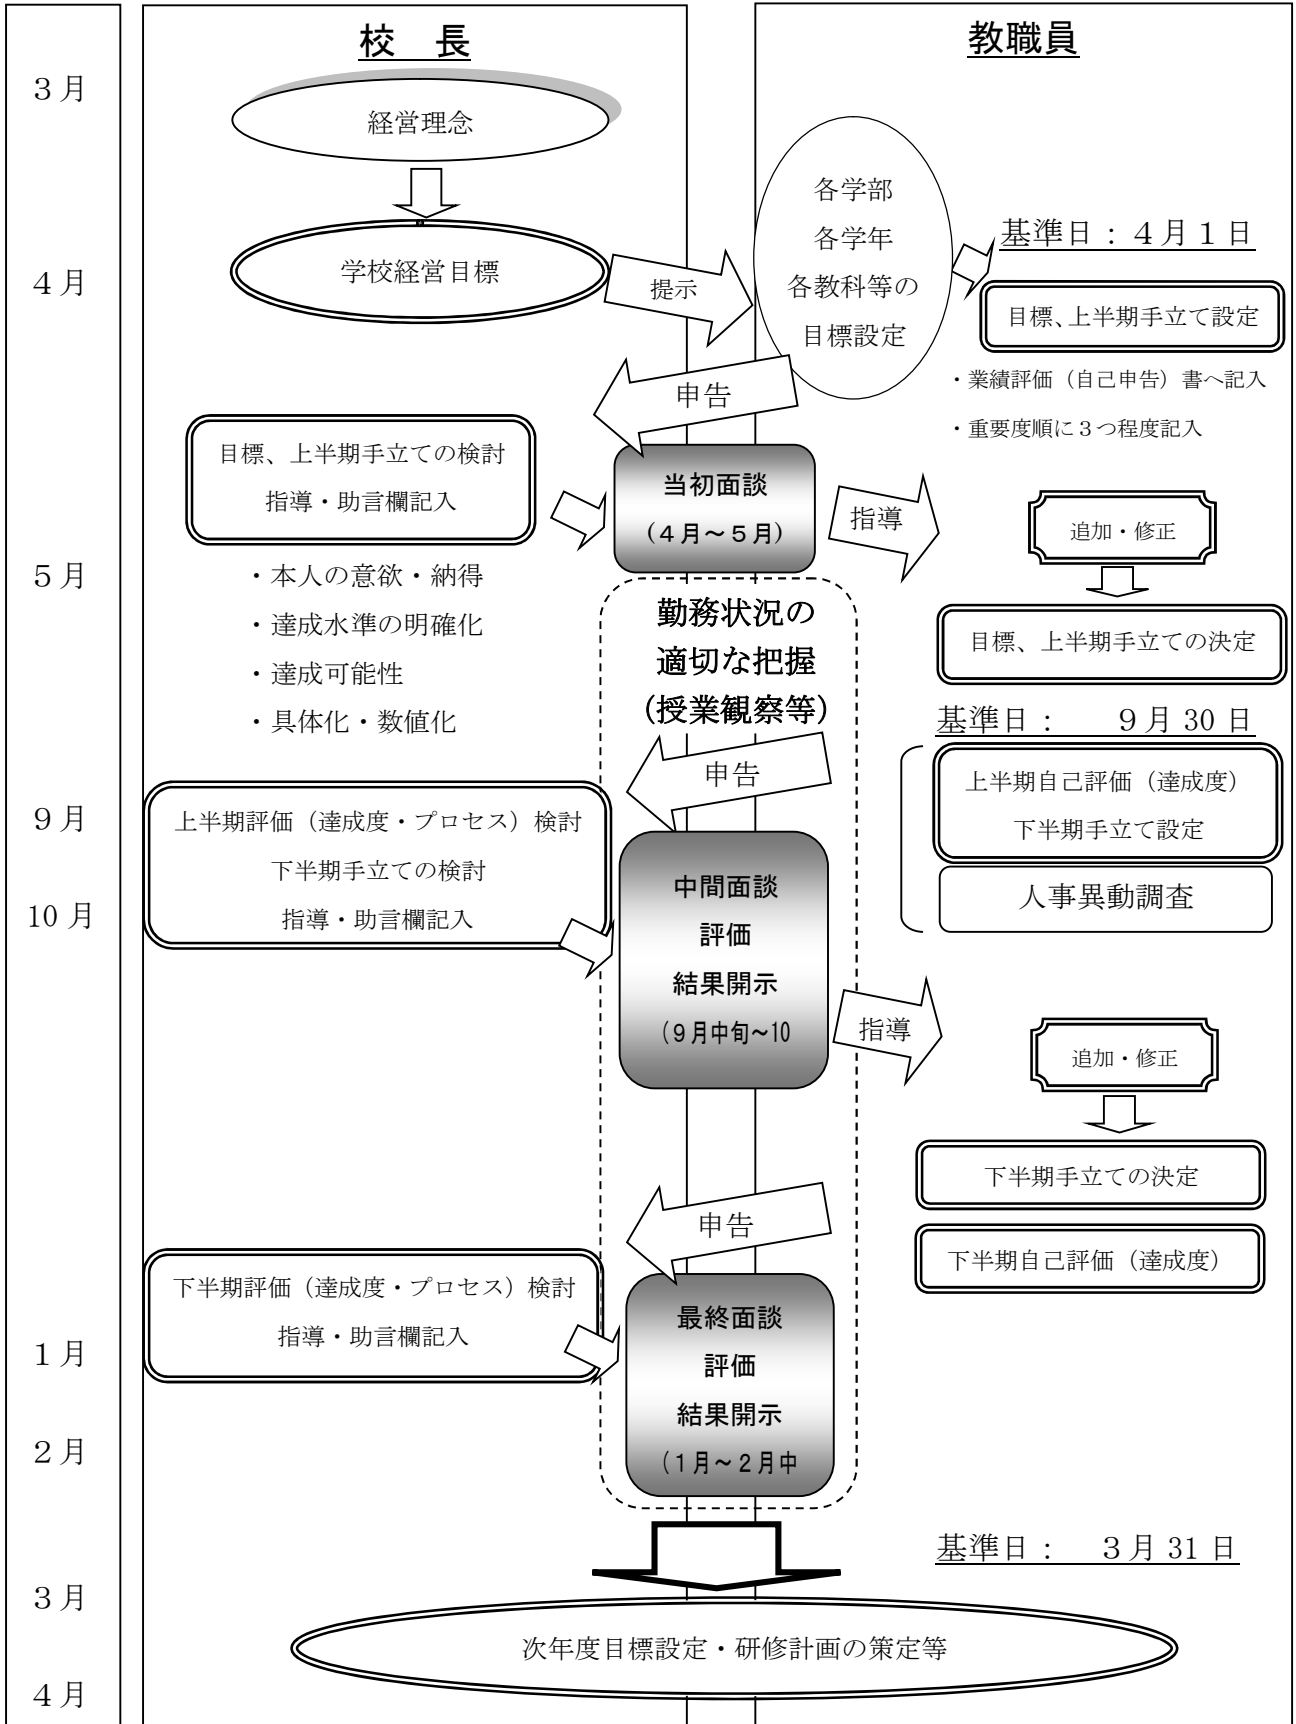 校　長
教職員
３月
経営理念
各学部
各学年
各教科等の
目標設定
基準日：４月１日
４月
学校経営目標
提示
目標、上半期手立て設定
・業績評価（自己申告）書へ記入
・重要度順に３つ程度記入
申告
目標、上半期手立ての検討
指導・助言欄記入
当初面談
(４月～５月)
指導
追加・修正
５月
・本人の意欲・納得
・達成水準の明確化
・達成可能性
・具体化・数値化
勤務状況の
適切な把握
(授業観察等)
目標、上半期手立ての決定
基準日：　９月30日
申告
上半期自己評価（達成度）
下半期手立て設定
人事異動調査
９月
上半期評価（達成度・プロセス）検討
下半期手立ての検討
指導・助言欄記入
10月
中間面談
評価
結果開示
(９月中旬～10
指導
追加・修正
下半期手立ての決定
申告
下半期自己評価（達成度）
下半期評価（達成度・プロセス）検討
指導・助言欄記入
１月
最終面談
評価
結果開示
(１月～２月中
２月
基準日：　３月31日
３月
次年度目標設定・研修計画の策定等
４月